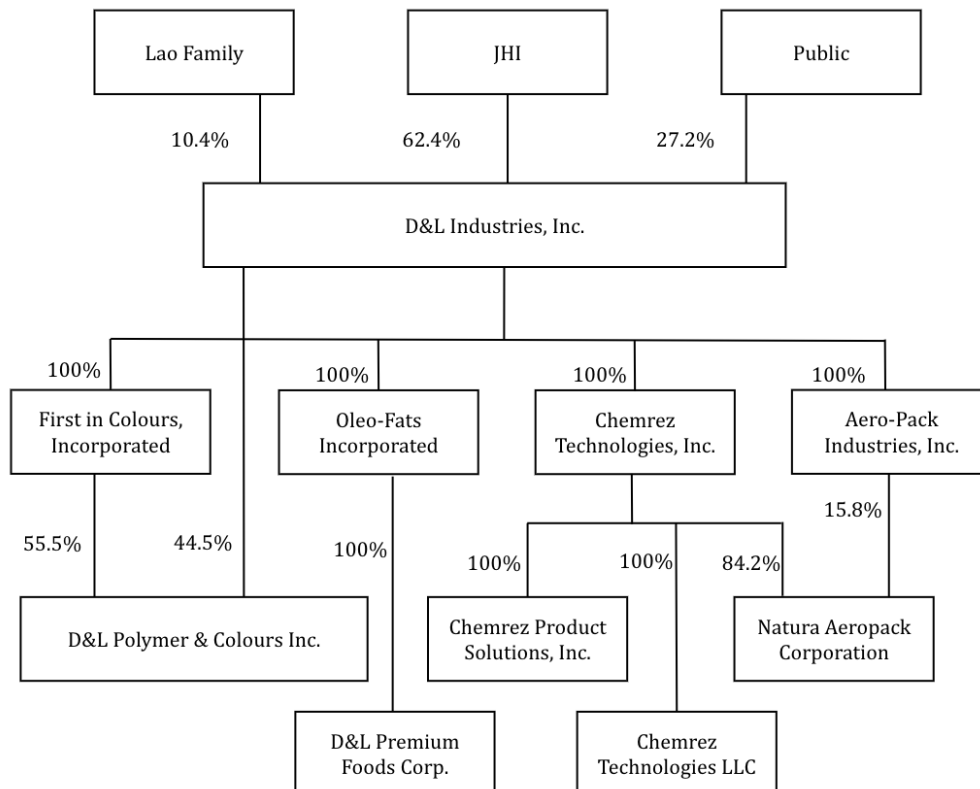 Lao Family
JHI
Public
10.4%
62.4%
27.2%
D&L Industries, Inc.
100%
100%
100%
100%
First in Colours,
Incorporated
Oleo-Fats
Incorporated
Chemrez
Technologies, Inc.
Aero-Pack
Industries, Inc.
55.5%
44.5%
100%
100%
100%
84.2%
15.8%
D&L Polymer & Colours Inc.
Chemrez Product
Solutions, Inc.
Natura Aeropack
Corporation
D&L Premium
Foods Corp.
Chemrez
Technologies LLC